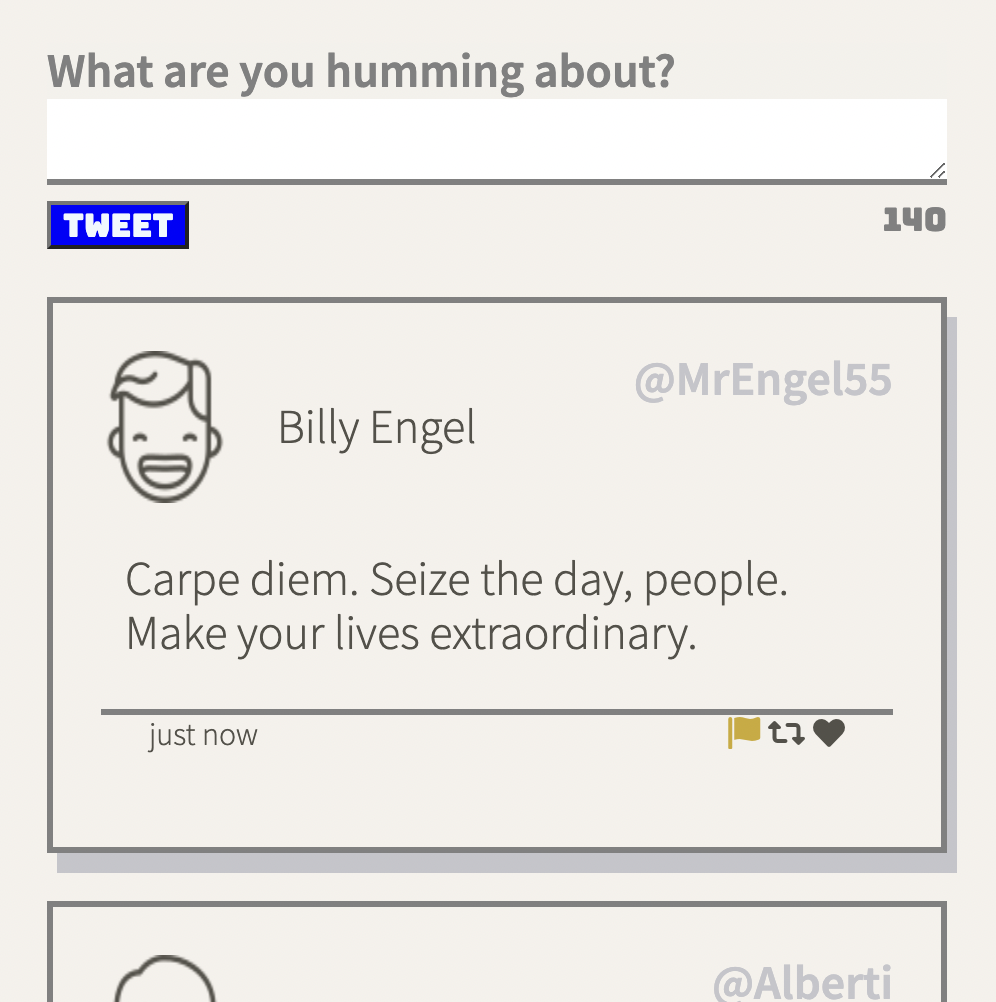 What are you humming about?
TWEET
140
@MrEngel55
Billy Engel
Carpe diem. Seize the day, people.
Make your lives extraordinary.
just now
@Alberti